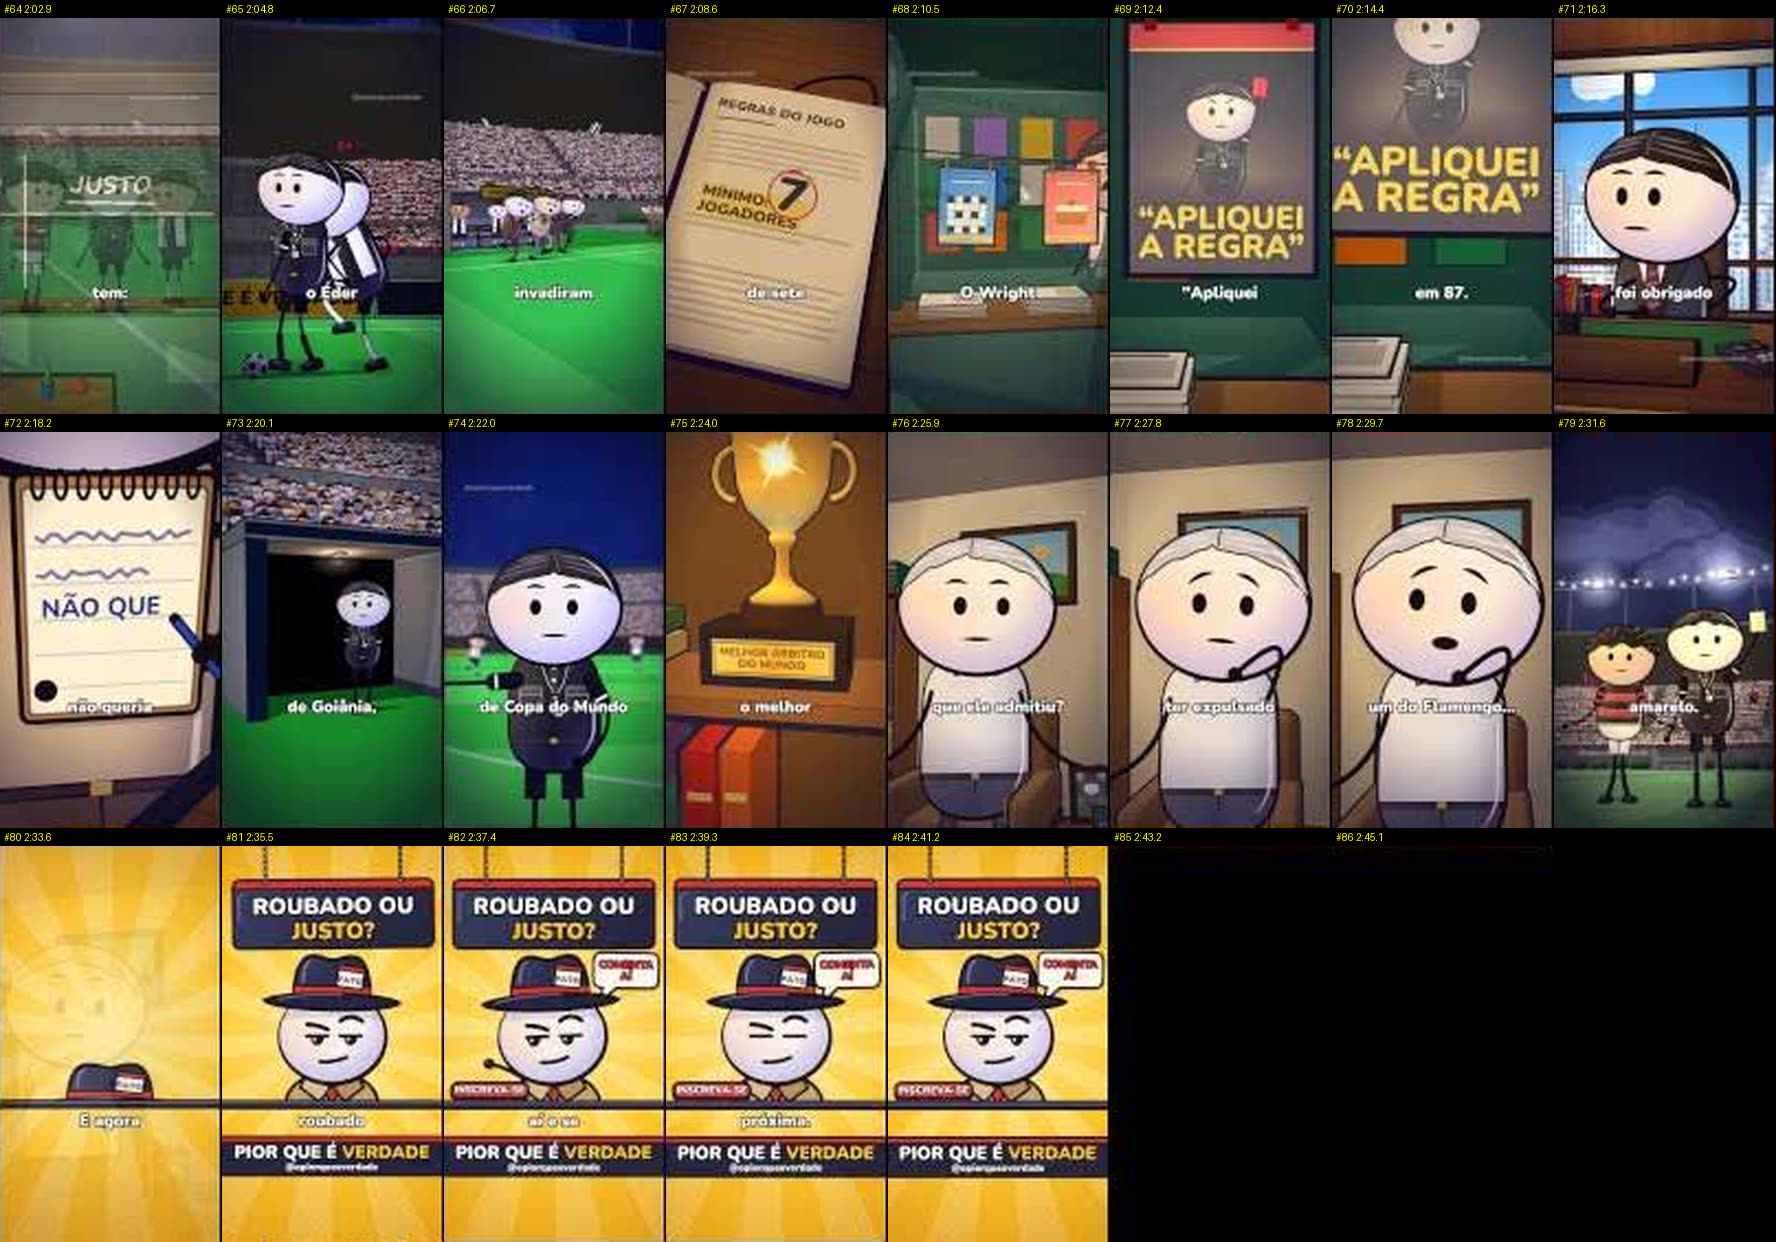 #64 2:02.9
JUSTO
tem:
#65 2:04.8
o Éder
#66 2:06.7
invadiram
#67 2:08.6
REGRAS DO JOGO
MÍNIMO: 7
JOGADORES
de sete
#68 2:10.5
O Wright:
#69 2:12.4
“APLIQUEI
A REGRA”
"Apliquei
#70 2:14.4
“APLIQUEI
A REGRA”
em 87.
#71 2:16.3
foi obrigado
#72 2:18.2
NÃO QUE
não queria
#73 2:20.1
de Goiânia,
#74 2:22.0
de Copa do Mundo
#75 2:24.0
MELHOR ÁRBITRO
DO MUNDO
o melhor
#76 2:25.9
que ele admitiu?
#77 2:27.8
ter expulsado
#78 2:29.7
um do Flamengo...
#79 2:31.6
amarelo.
#80 2:33.6
FATO
E agora
#81 2:35.5
ROUBADO OU
JUSTO?
FATO
roubado
PIOR QUE É VERDADE
@opiorqueeverdade
#82 2:37.4
ROUBADO OU
JUSTO?
COMENTA
AÍ
FATO
INSCREVA-SE
aí e se
PIOR QUE É VERDADE
@opiorqueeverdade
#83 2:39.3
ROUBADO OU
JUSTO?
COMENTA
AÍ
FATO
INSCREVA-SE
próxima.
PIOR QUE É VERDADE
@opiorqueeverdade
#84 2:41.2
ROUBADO OU
JUSTO?
COMENTA
AÍ
FATO
INSCREVA-SE
PIOR QUE É VERDADE
@opiorqueeverdade
#85 2:43.2
#86 2:45.1